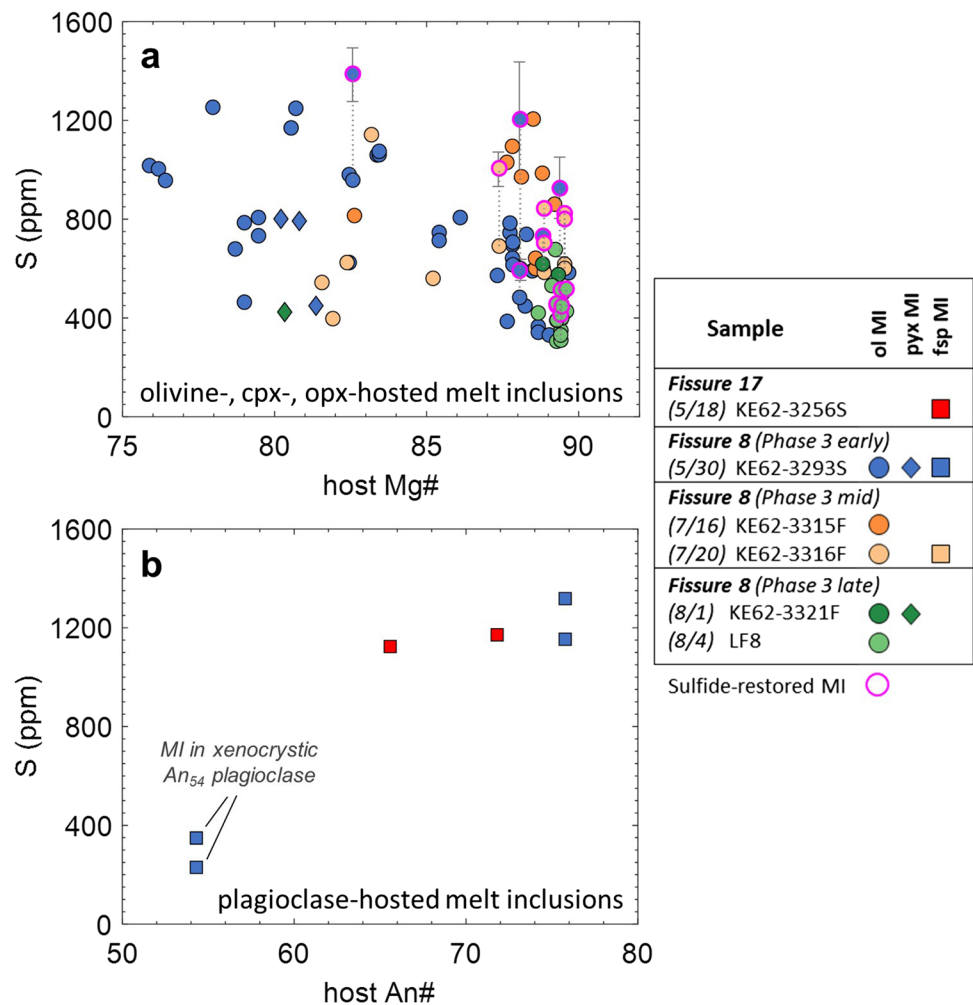 1600
a
1200
S (ppm)
800
400
olivine-, cpx-, opx-hosted melt inclusions
0
75
80
85
90
host Mg#
1600
b
1200
S (ppm)
800
MI in xenocrystic
An54 plagioclase
400
plagioclase-hosted melt inclusions
0
50
60
70
80
host An#
Sample ol MI pyx MI fsp MI
Fissure 17
(5/18) KE62-3256S
Fissure 8 (Phase 3 early)
(5/30) KE62-3293S
Fissure 8 (Phase 3 mid)
(7/16) KE62-3315F
(7/20) KE62-3316F
Fissure 8 (Phase 3 late)
(8/1) KE62-3321F
(8/4) LF8
Sulfide-restored MI